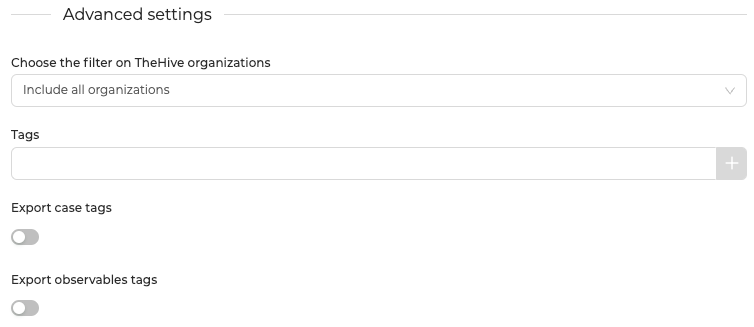 Advanced settings
Choose the filter on TheHive organizations
Include all organizations
Tags
Export case tags
Export observables tags